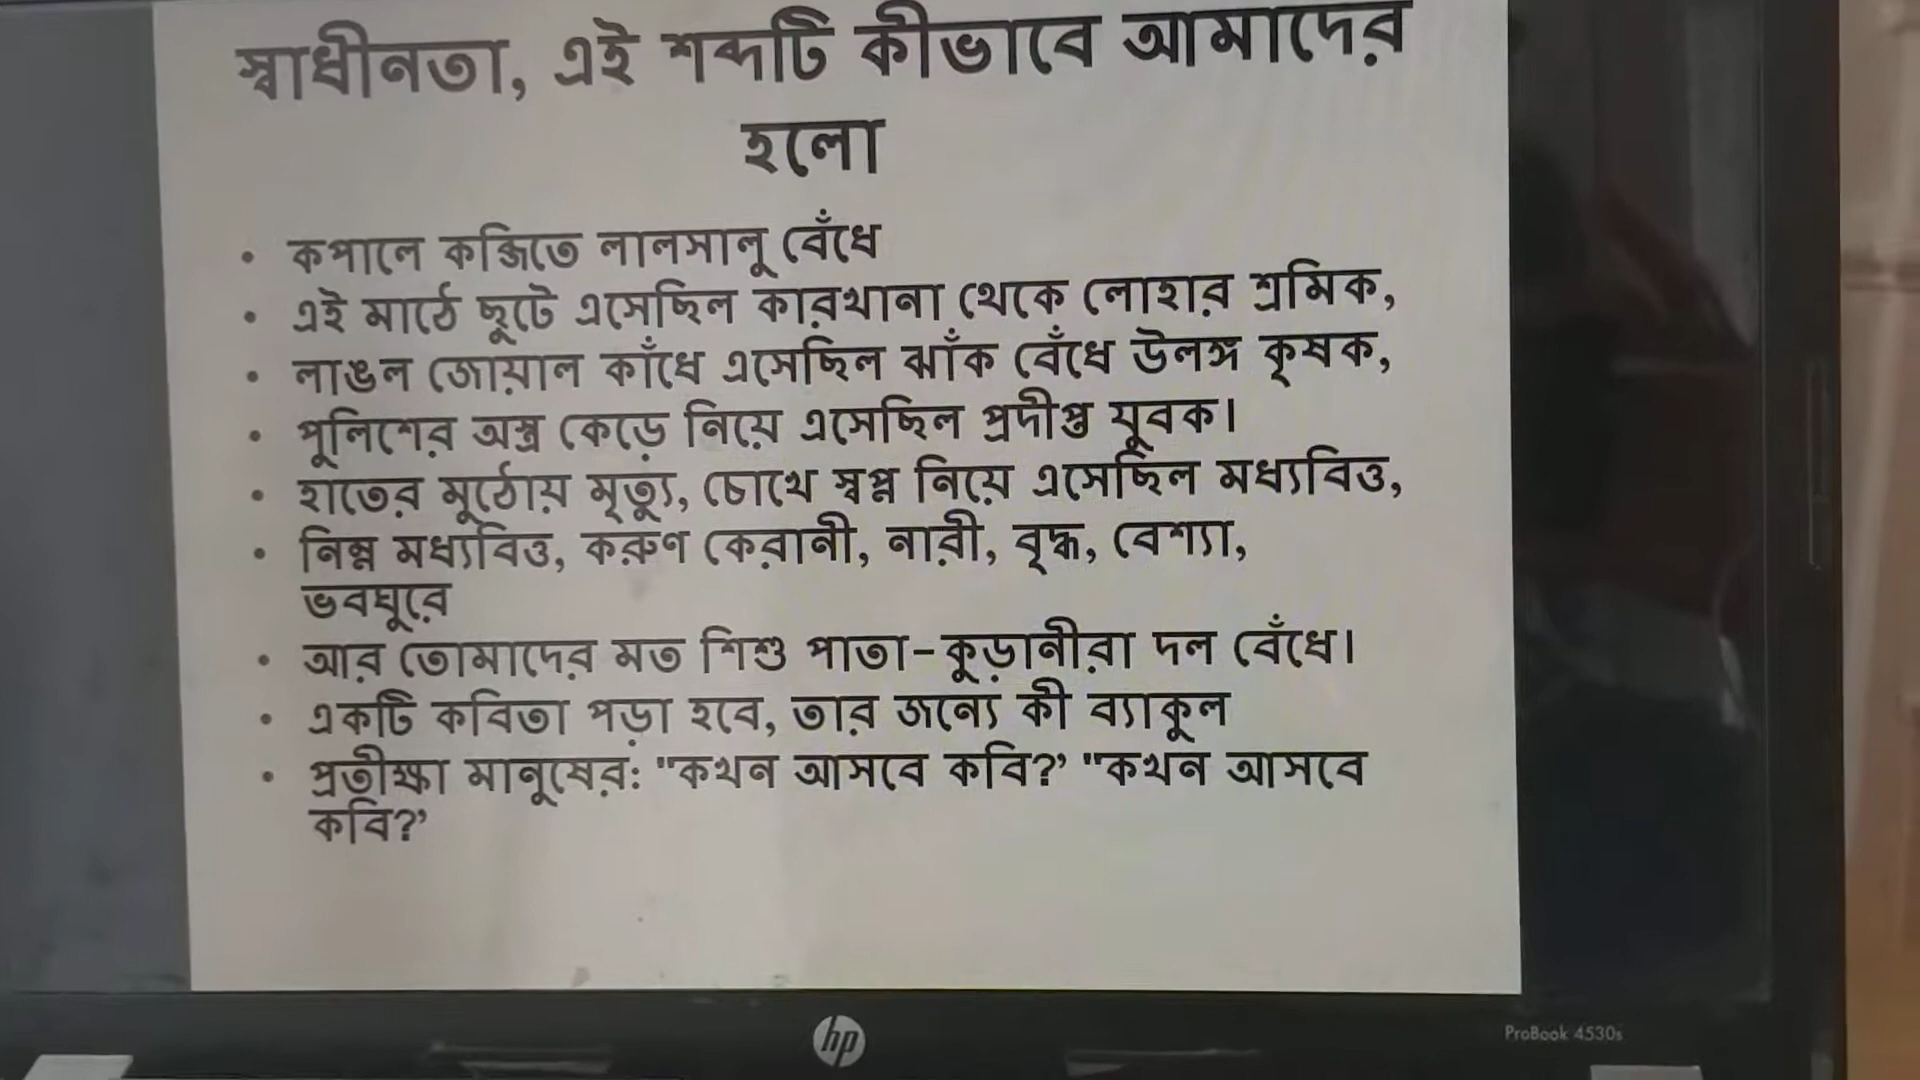 স্বাধীনতা, এই শব্দটি কীভাবে আমাদের
হলো
• কপালে কব্জিতে লালসালু বেঁধে
• এই মাঠে ছুটে এসেছিল কারখানা থেকে লোহার শ্রমিক,
• লাঙল জোয়াল কাঁধে এসেছিল ঝাঁক বেঁধে উলঙ্গ কৃষক,
• পুলিশের অস্ত্র কেড়ে নিয়ে এসেছিল প্রদীপ্ত যুবক।
• হাতের মুঠোয় মৃত্যু, চোখে স্বপ্ন নিয়ে এসেছিল মধ্যবিত্ত,
• নিম্ন মধ্যবিত্ত, করুণ কেরানী, নারী, বৃদ্ধ, বেশ্যা,
ভবঘুরে
• আর তোমাদের মত শিশু পাতা-কুড়ানীরা দল বেঁধে।
• একটি কবিতা পড়া হবে, তার জন্যে কী ব্যাকুল
• প্রতীক্ষা মানুষের: "কখন আসবে কবি?’ "কখন আসবে
কবি?’
hp
ProBook 4530s